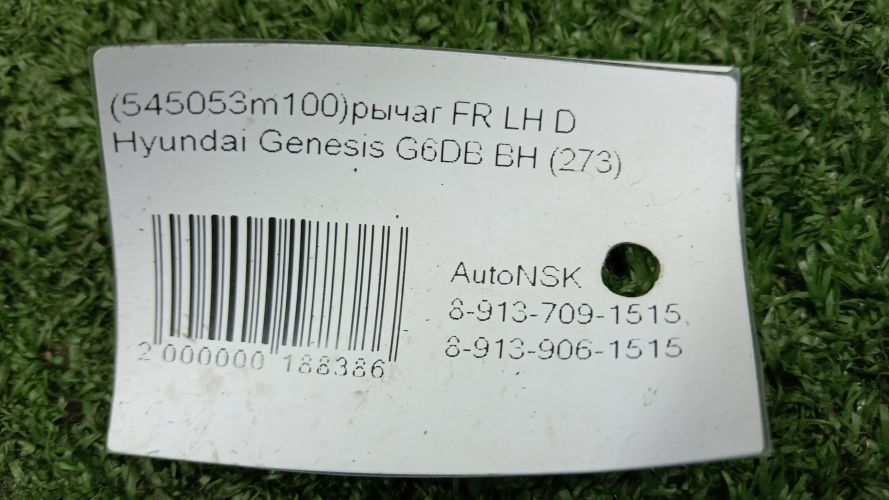 (545053m100)рычаг FR LH D
Hyundai Genesis G6DB BH (273)
AutoNSK
8-913-709-1515,
8-913-906-1515
2 000000 188386